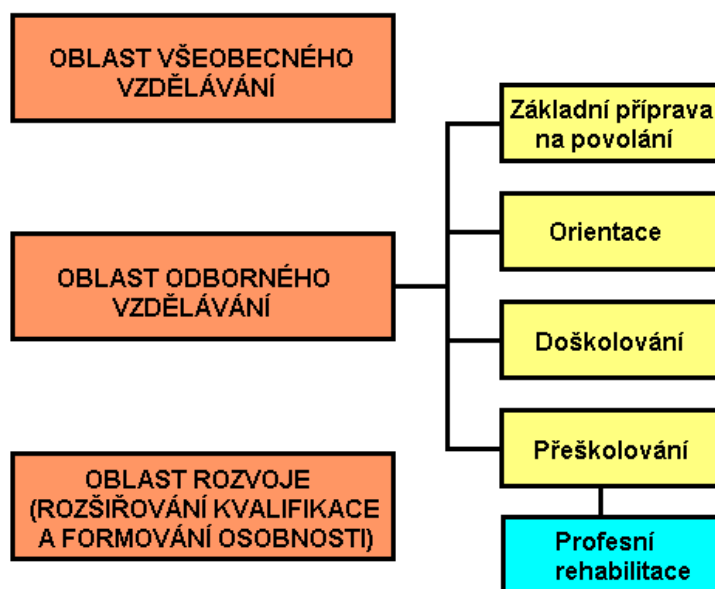 OBLAST VŠEOBECNÉHO
VZDĚLÁVÁNÍ
Základní příprava
na povolání
Orientace
OBLAST ODBORNÉHO
VZDĚLÁVÁNÍ
Doškolování
Přeškolování
OBLAST ROZVOJE
(ROZŠIŘOVÁNÍ KVALIFIKACE
A FORMOVÁNÍ OSOBNOSTI)
Profesní
rehabilitace